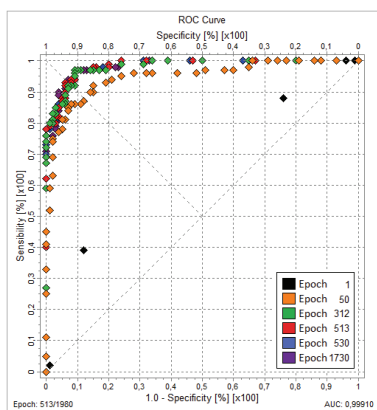 ROC Curve
Specificity [%] [x100]
1 0,9 0,8 0,7 0,6 0,5 0,4 0,3 0,2 0,1 0
Sensibility [%] [x100]
1
0,9
0,8
0,7
0,6
0,5
0,4
0,3
0,2
0,1
0
Epoch 1
Epoch 50
Epoch 312
Epoch 513
Epoch 530
Epoch 1730
0 0,1 0,2 0,3 0,4 0,5 0,6 0,7 0,8 0,9 1
1.0 - Specificity [%] [x100]
Epoch: 513/1980
AUC: 0,99910